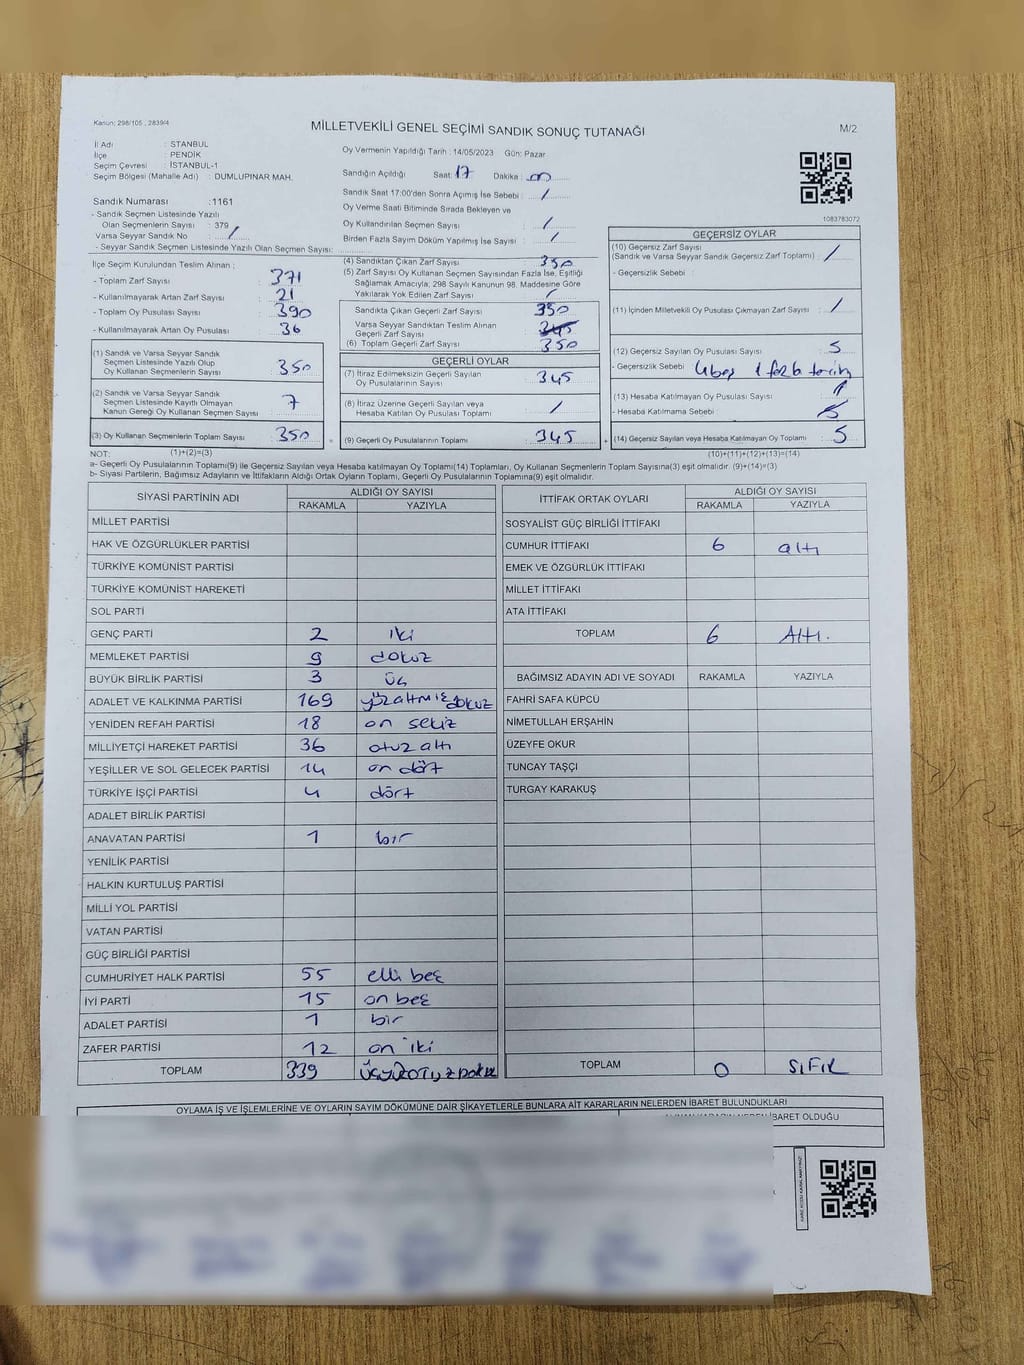 Kanun; 298/105 , 2839/4
MİLLETVEKİLİ GENEL SEÇİMİ SANDIK SONUÇ TUTANAĞI
M/2
İl Adı : STANBUL
İlçe : PENDİK
Seçim Çevresi : İSTANBUL-1
Seçim Bölgesi (Mahalle Adı) : DUMLUPINAR MAH.
Sandık Numarası :1161
- Sandık Seçmen Listesinde Yazılı
Olan Seçmenlerin Sayısı : 379
Varsa Seyyar Sandık No : /
- Seyyar Sandık Seçmen Listesinde Yazılı Olan Seçmen Sayısı:
Oy Vermenin Yapıldığı Tarih : 14/05/2023 Gün: Pazar
Sandığın Açıldığı Saat: 17 Dakika: 00
Sandık Saat 17:00'den Sonra Açımış İse Sebebi : /
Oy Verme Saati Bitiminde Sırada Bekleyen ve
Oy Kullandırılan Seçmen Sayısı : /
Birden Fazla Sayım Döküm Yapılmış İse Sayısı : /
1083783072
İlçe Seçim Kurulundan Teslim Alınan ;
- Toplam Zarf Sayısı : 371
- Kullanılmayarak Artan Zarf Sayısı : 21
- Toplam Oy Pusulası Sayısı : 390
- Kullanılmayarak Artan Oy Pusulası : 36
(1) Sandık ve Varsa Seyyar Sandık
Seçmen Listesinde Yazılı Olup
Oy Kullanan Seçmenlerin Sayısı : 350
(2) Sandık ve Varsa Seyyar Sandık
Seçmen Listesinde Kayıtlı Olmayan
Kanun Gereği Oy Kullanan Seçmen Sayısı : 7
(3) Oy Kullanan Seçmenlerin Toplam Sayısı : 350
(4) Sandıktan Çıkan Zarf Sayısı : 350
(5) Zarf Sayısı Oy Kullanan Seçmen Sayısından Fazla İse, Eşitliği
Sağlamak Amacıyla; 298 Sayılı Kanunun 98. Maddesine Göre
Yakılarak Yok Edilen Zarf Sayısı : /
Sandıkta Çıkan Geçerli Zarf Sayısı : 350
Varsa Seyyar Sandıktan Teslim Alınan
Geçerli Zarf Sayısı : 345
(6) Toplam Geçerli Zarf Sayısı : 350
GEÇERLİ OYLAR
(7) İtiraz Edilmeksizin Geçerli Sayılan
Oy Pusulalarının Sayısı : 345
(8) İtiraz Üzerine Geçerli Sayılan veya
Hesaba Katılan Oy Pusulası Toplamı : /
(9) Geçerli Oy Pusulalarının Toplamı : 345
GEÇERSİZ OYLAR
(10) Geçersiz Zarf Sayısı
(Sandık ve Varsa Seyyar Sandık Geçersiz Zarf Toplamı) : /
- Geçersizlik Sebebi :
(11) İçinden Milletvekili Oy Pusulası Çıkmayan Zarf Sayısı : /
(12) Geçersiz Sayılan Oy Pusulası Sayısı : 5
- Geçersizlik Sebebi : 1 fazla
(13) Hesaba Katılmayan Oy Pusulası Sayısı :
- Hesaba Katılmama Sebebi : 5
(14) Geçersiz Sayılan veya Hesaba Katılmayan Oy Toplamı : 5
NOT: (1)+(2)=(3) (10)+(11)+(12)+(13)=(14)
a- Geçerli Oy Pusulalarının Toplamı(9) ile Geçersiz Sayılan veya Hesaba katılmayan Oy Toplamı(14) Toplamları, Oy Kullanan Seçmenlerin Toplam Sayısına(3) eşit olmalıdır. (9)+(14)=(3)
b- Siyasi Partilerin, Bağımsız Adayların ve İttifakların Aldığı Ortak Oyların Toplamı, Geçerli Oy Pusulalarının Toplamına(9) eşit olmalıdır.
SİYASİ PARTİNİN ADI ALDIĞI OY SAYISI
RAKAMLA YAZIYLA
MİLLET PARTİSİ
HAK VE ÖZGÜRLÜKLER PARTİSİ
TÜRKİYE KOMÜNİST PARTİSİ
TÜRKİYE KOMÜNİST HAREKETİ
SOL PARTİ
GENÇ PARTİ 2 iki
MEMLEKET PARTİSİ 9 dokuz
BÜYÜK BİRLİK PARTİSİ 3 üç
ADALET VE KALKINMA PARTİSİ 169 yüzaltmış dokuz
YENİDEN REFAH PARTİSİ 18 on sekiz
MİLLİYETÇİ HAREKET PARTİSİ 36 otuz altı
YEŞİLLER VE SOL GELECEK PARTİSİ 14 on dört
TÜRKİYE İŞÇİ PARTİSİ 4 dört
ADALET BİRLİK PARTİSİ
ANAVATAN PARTİSİ 1 bir
YENİLİK PARTİSİ
HALKIN KURTULUŞ PARTİSİ
MİLLİ YOL PARTİSİ
VATAN PARTİSİ
GÜÇ BİRLİĞİ PARTİSİ
CUMHURİYET HALK PARTİSİ 55 elli beş
İYİ PARTİ 15 on beş
ADALET PARTİSİ 1 bir
ZAFER PARTİSİ 12 on iki
TOPLAM 339 ÜÇYÜZOTUZDOKUZ
İTTİFAK ORTAK OYLARI ALDIĞI OY SAYISI
RAKAMLA YAZIYLA
SOSYALİST GÜÇ BİRLİĞİ İTTİFAKI
CUMHUR İTTİFAKI 6 altı
EMEK VE ÖZGÜRLÜK İTTİFAKI
MİLLET İTTİFAKI
ATA İTTİFAKI
TOPLAM 6 Altı.
BAĞIMSIZ ADAYIN ADI VE SOYADI RAKAMLA YAZIYLA
FAHRİ SAFA KÜPCÜ
NİMETULLAH ERŞAHİN
ÜZEYFE OKUR
TUNCAY TAŞÇI
TURGAY KARAKUŞ
TOPLAM 0 SIFIR
OYLAMA İŞ VE İŞLEMLERİNE VE OYLARIN SAYIM DÖKÜMÜNE DAİR ŞİKAYETLERLE BUNLARA AİT KARARLARIN NELERDEN İBARET BULUNDUKLARI
İBARET OLDUĞU